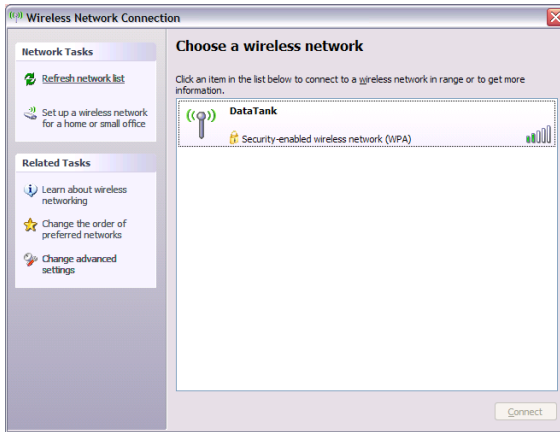 Wireless Network Connection
Network Tasks
Refresh network list
Set up a wireless network
for a home or small office
Related Tasks
Learn about wireless
networking
Change the order of
preferred networks
Change advanced
settings
Choose a wireless network
Click an item in the list below to connect to a wireless network in range or to get more
information.
DataTank
Security-enabled wireless network (WPA)
Connect